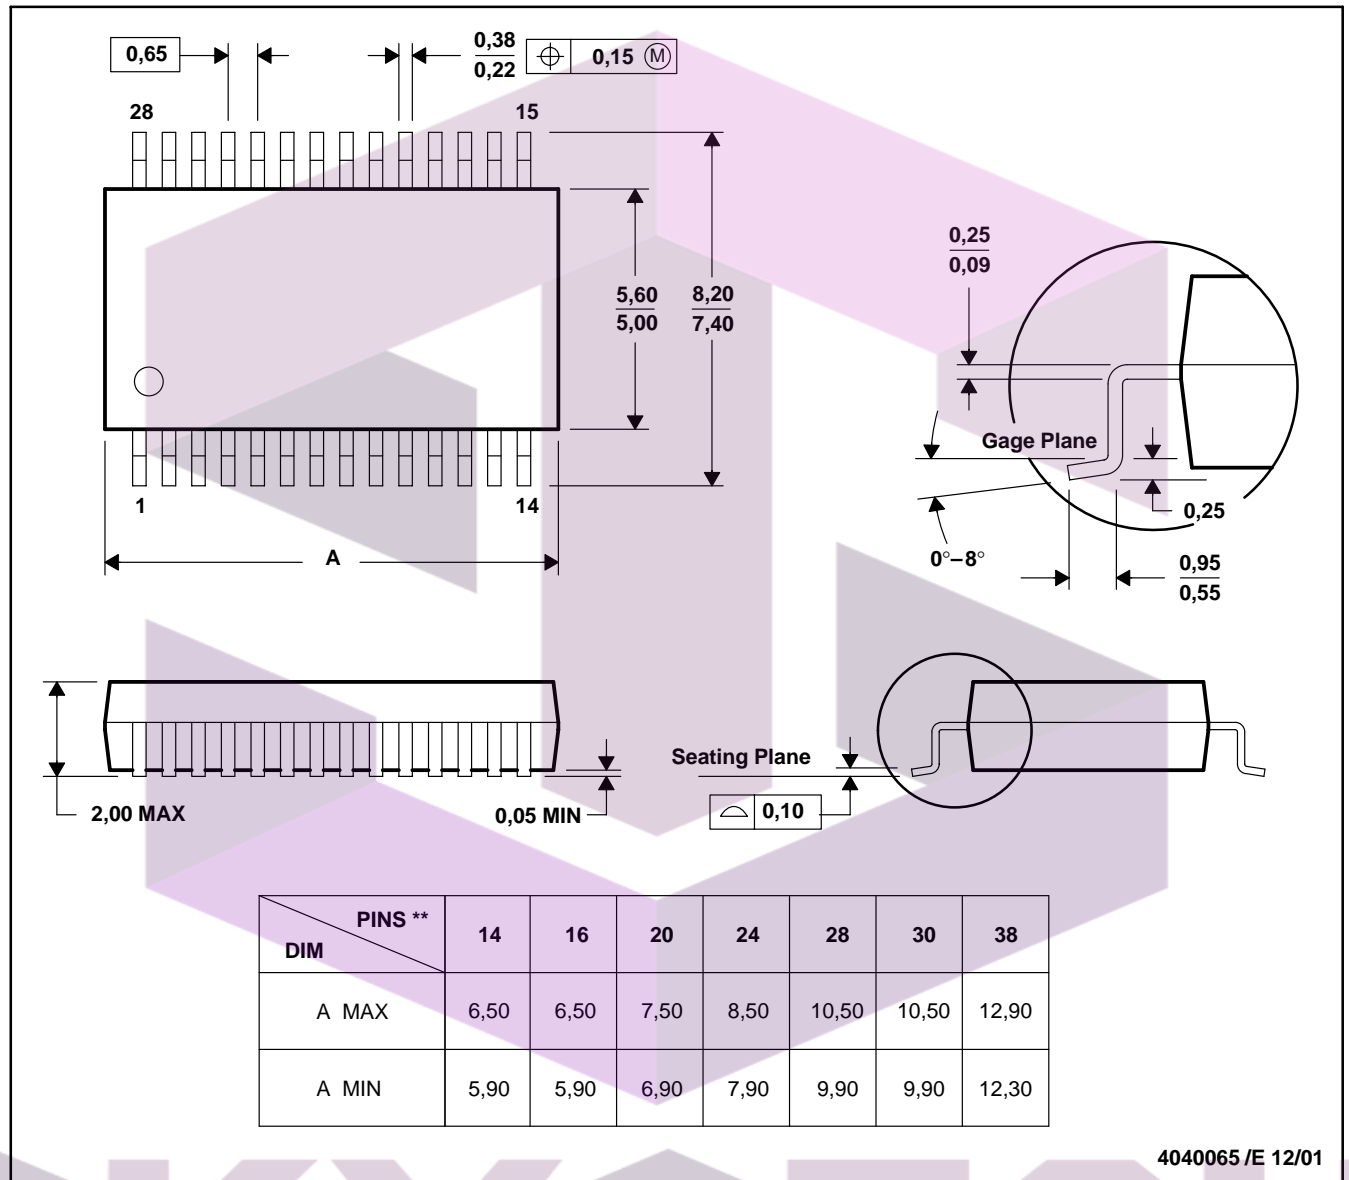 0,65
0,38
0,22
0,15 M
28
15
5,60
5,00
8,20
7,40
0,25
0,09
Gage Plane
0,25
0°–8°
0,95
0,55
1
14
A
2,00 MAX
0,05 MIN
Seating Plane
0,10
PINS ** 14 16 20 24 28 30 38
DIM
A MAX 6,50 6,50 7,50 8,50 10,50 10,50 12,90
A MIN 5,90 5,90 6,90 7,90 9,90 9,90 12,30
4040065 /E 12/01